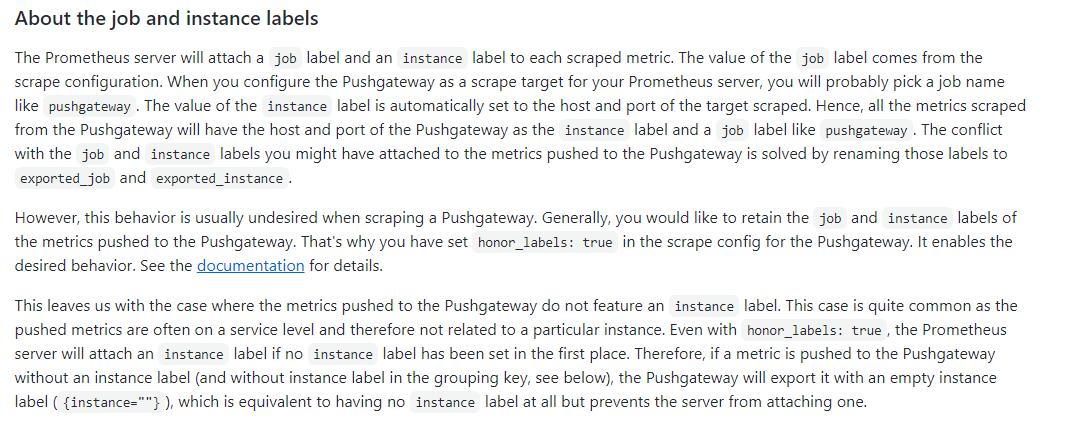 About the job and instance labels
The Prometheus server will attach a job label and an instance label to each scraped metric. The value of the job label comes from the
scrape configuration. When you configure the Pushgateway as a scrape target for your Prometheus server, you will probably pick a job name
like pushgateway. The value of the instance label is automatically set to the host and port of the target scraped. Hence, all the metrics scraped
from the Pushgateway will have the host and port of the Pushgateway as the instance label and a job label like pushgateway. The conflict
with the job and instance labels you might have attached to the metrics pushed to the Pushgateway is solved by renaming those labels to
exported_job and exported_instance.
However, this behavior is usually undesired when scraping a Pushgateway. Generally, you would like to retain the job and instance labels of
the metrics pushed to the Pushgateway. That's why you have set honor_labels: true in the scrape config for the Pushgateway. It enables the
desired behavior. See the documentation for details.
This leaves us with the case where the metrics pushed to the Pushgateway do not feature an instance label. This case is quite common as the
pushed metrics are often on a service level and therefore not related to a particular instance. Even with honor_labels: true, the Prometheus
server will attach an instance label if no instance label has been set in the first place. Therefore, if a metric is pushed to the Pushgateway
without an instance label (and without instance label in the grouping key, see below), the Pushgateway will export it with an empty instance
label ( {instance=""} ), which is equivalent to having no instance label at all but prevents the server from attaching one.